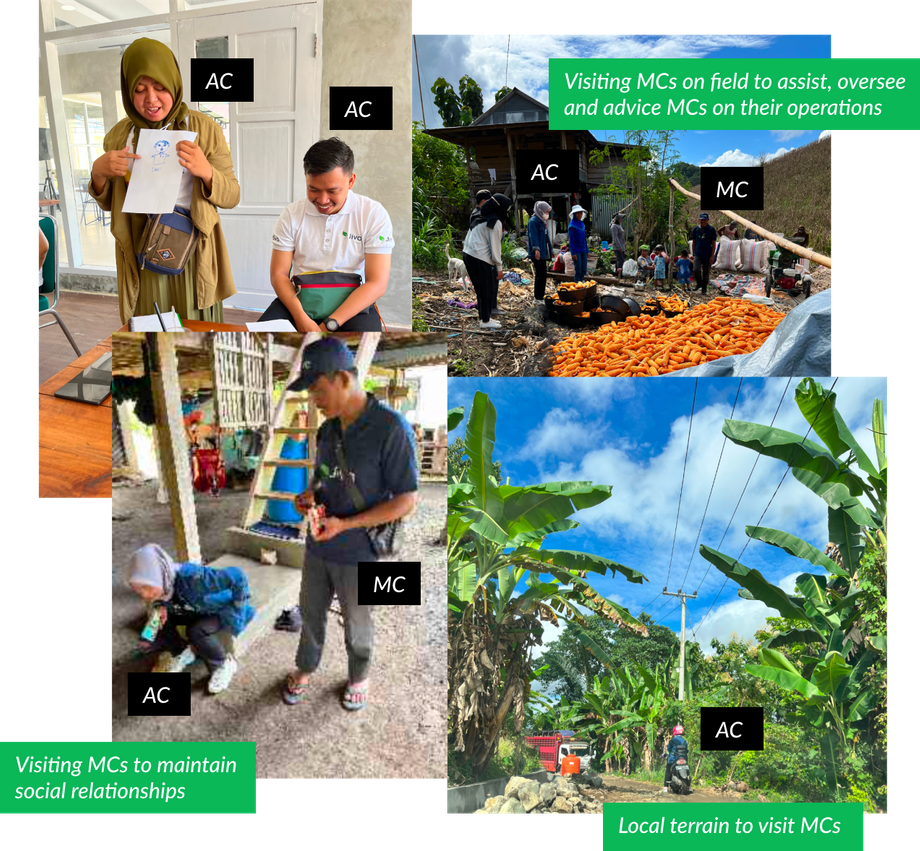 AC
AC
Visiting MCs on field to assist, oversee
and advice MCs on their operations
AC
MC
MC
AC
AC
Visiting MCs to maintain
social relationships
Local terrain to visit MCs